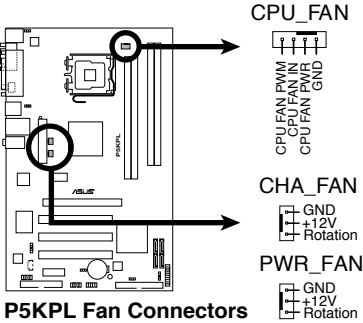 CPU_FAN
CPU FAN PWM
CPU FAN IN
CPU FAN PWR
GND
P5KPL
ASUS
CHA_FAN
GND
+12V
Rotation
PWR_FAN
GND
+12V
Rotation
P5KPL Fan Connectors